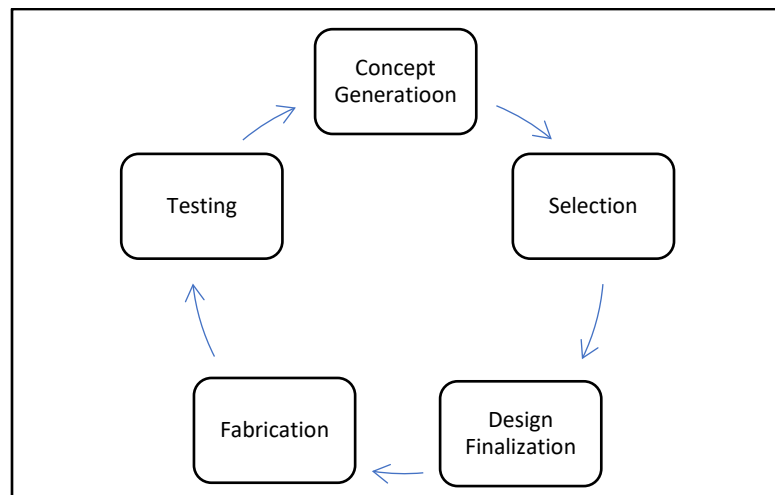 Concept
Generatioon
Selection
Design
Finalization
Fabrication
Testing